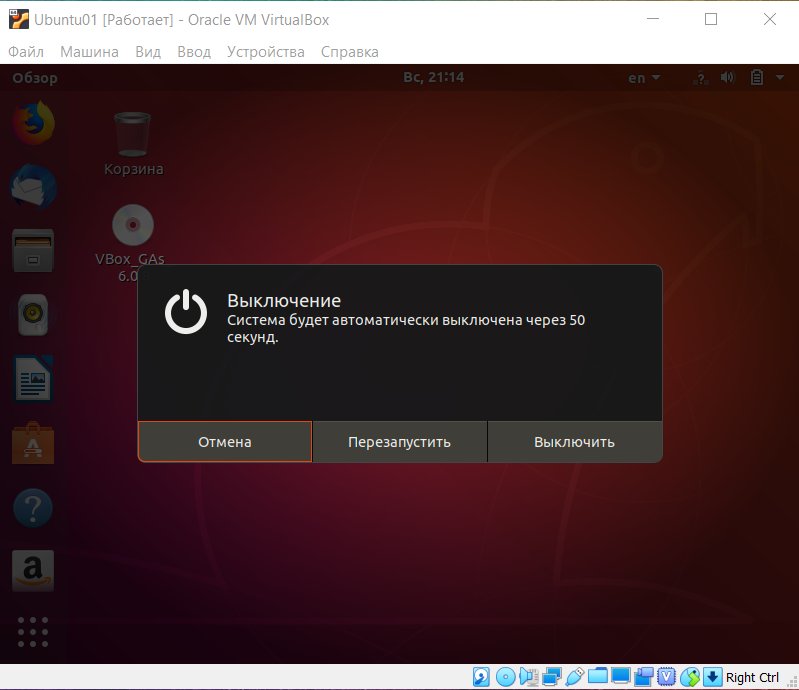 Ubuntu01 [Работает] - Oracle VM VirtualBox
Файл Машина Вид Ввод Устройства Справка
Обзор Вс, 21:14 en
Корзина
VBox_GAs
6.0
Выключение
Система будет автоматически выключена через 50
секунд.
Отмена Перезапустить Выключить
Right Ctrl